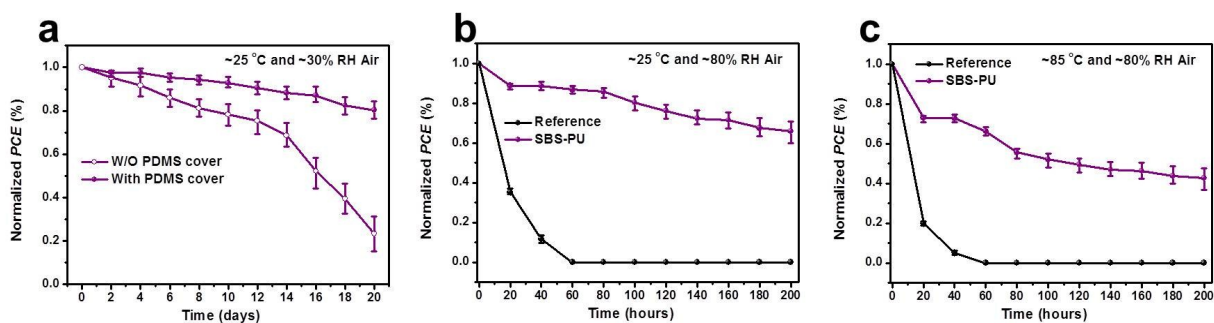 a
~25 °C and ~30% RH Air
Normalized PCE (%)
1.0
0.8
0.6
0.4
0.2
0.0
W/O PDMS cover
With PDMS cover
0 2 4 6 8 10 12 14 16 18 20
Time (days)
b
~25 °C and ~80% RH Air
Normalized PCE (%)
1.0
0.8
0.6
0.4
0.2
0.0
Reference
SBS-PU
0 20 40 60 80 100 120 140 160 180 200
Time (hours)
c
Reference
~85 °C and ~80% RH Air
SBS-PU
Normalized PCE (%)
1.0
0.8
0.6
0.4
0.2
0.0
0 20 40 60 80 100 120 140 160 180 200
Time (hours)